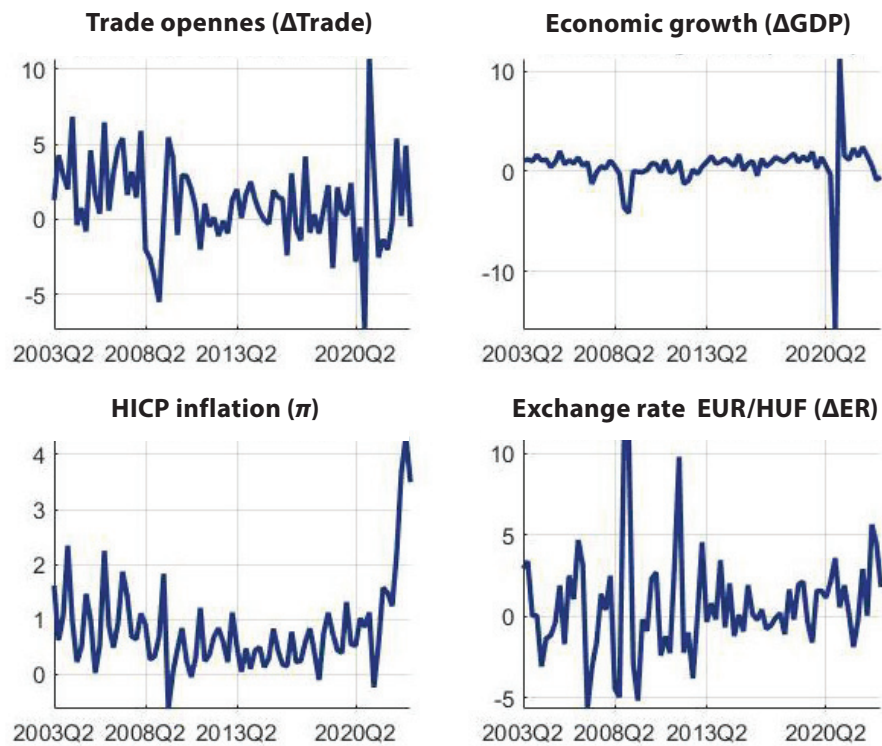 Trade opennes (ΔTrade)
10
5
0
-5
2003Q2 2008Q2 2013Q2 2020Q2
Economic growth (ΔGDP)
10
0
-10
2003Q2 2008Q2 2013Q2 2020Q2
HICP inflation (π)
4
3
2
1
0
2003Q2 2008Q2 2013Q2 2020Q2
Exchange rate EUR/HUF (ΔER)
10
5
0
-5
2003Q2 2008Q2 2013Q2 2020Q2